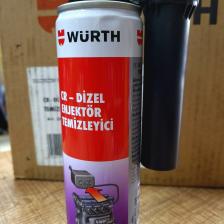 WÜRTH
CR – DİZEL
ENJEKTÖR
TEMİZLEYİCİ